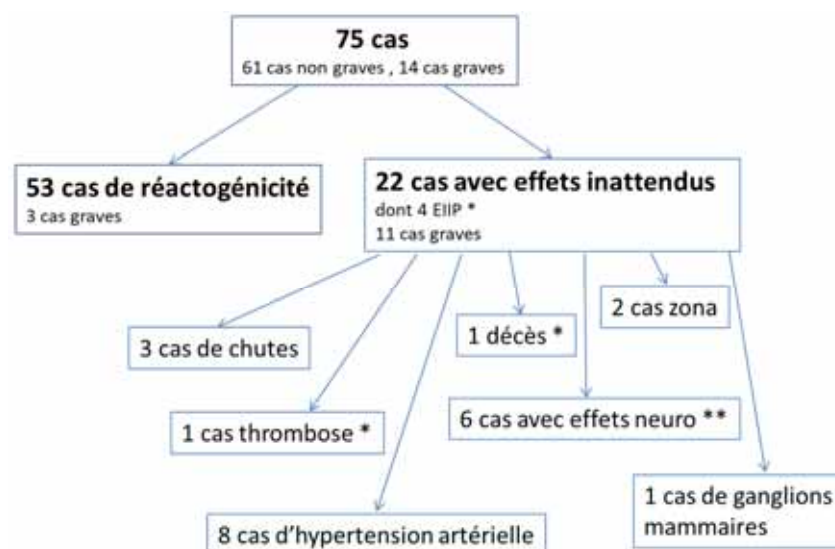 75 cas
61 cas non graves , 14 cas graves
53 cas de réactogénicité
3 cas graves
22 cas avec effets inattendus
dont 4 EIIP *
11 cas graves
3 cas de chutes
1 décès *
2 cas zona
1 cas thrombose *
6 cas avec effets neuro **
8 cas d'hypertension artérielle
1 cas de ganglions
mammaires